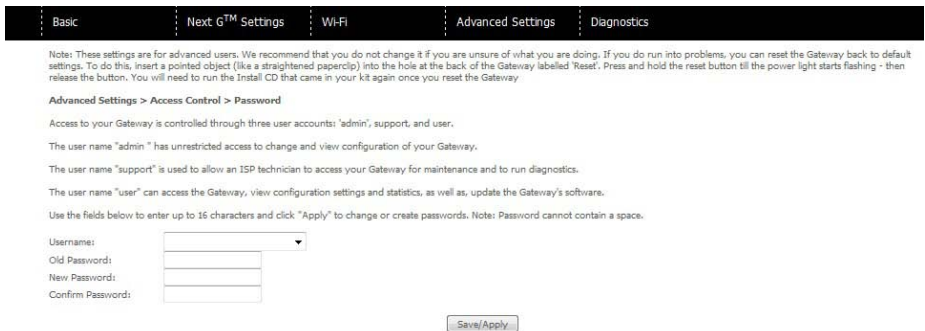 Basic Next G™ Settings Wi-Fi Advanced Settings Diagnostics
Note: These settings are for advanced users. We recommend that you do not change it if you are unsure of what you are doing. If you do run into problems, you can reset the Gateway back to default
settings. To do this, insert a pointed object (like a straightened paperclip) into the hole at the back of the Gateway labelled 'Reset'. Press and hold the reset button till the power light starts flashing - then
release the button. You will need to run the Install CD that came in your kit again once you reset the Gateway
Advanced Settings > Access Control > Password
Access to your Gateway is controlled through three user accounts: 'admin', support, and user.
The user name "admin " has unrestricted access to change and view configuration of your Gateway.
The user name "support" is used to allow an ISP technician to access your Gateway for maintenance and to run diagnostics.
The user name "user" can access the Gateway, view configuration settings and statistics, as well as, update the Gateway's software.
Use the fields below to enter up to 16 characters and click "Apply" to change or create passwords. Note: Password cannot contain a space.
Username:
Old Password:
New Password:
Confirm Password:
Save/Apply